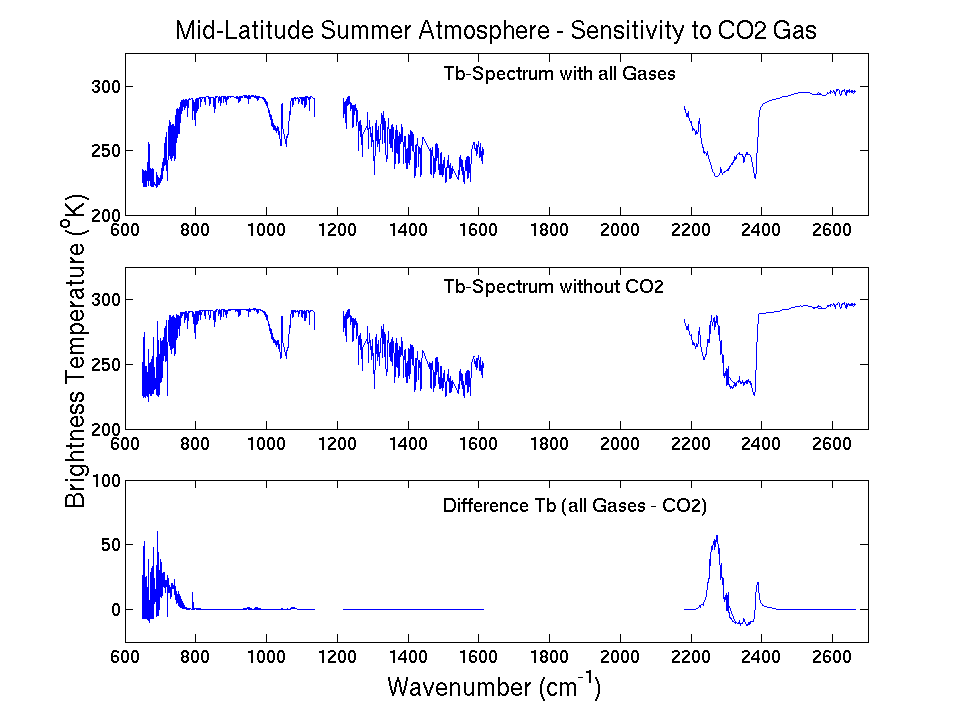 Mid-Latitude Summer Atmosphere - Sensitivity to CO2 Gas
Tb-Spectrum with all Gases
300
250
200
600 800 1000 1200 1400 1600 1800 2000 2200 2400 2600
Tb-Spectrum without CO2
300
250
200
600 800 1000 1200 1400 1600 1800 2000 2200 2400 2600
Brightness Temperature (°K)
Difference Tb (all Gases - CO2)
100
50
0
600 800 1000 1200 1400 1600 1800 2000 2200 2400 2600
Wavenumber (cm⁻¹)